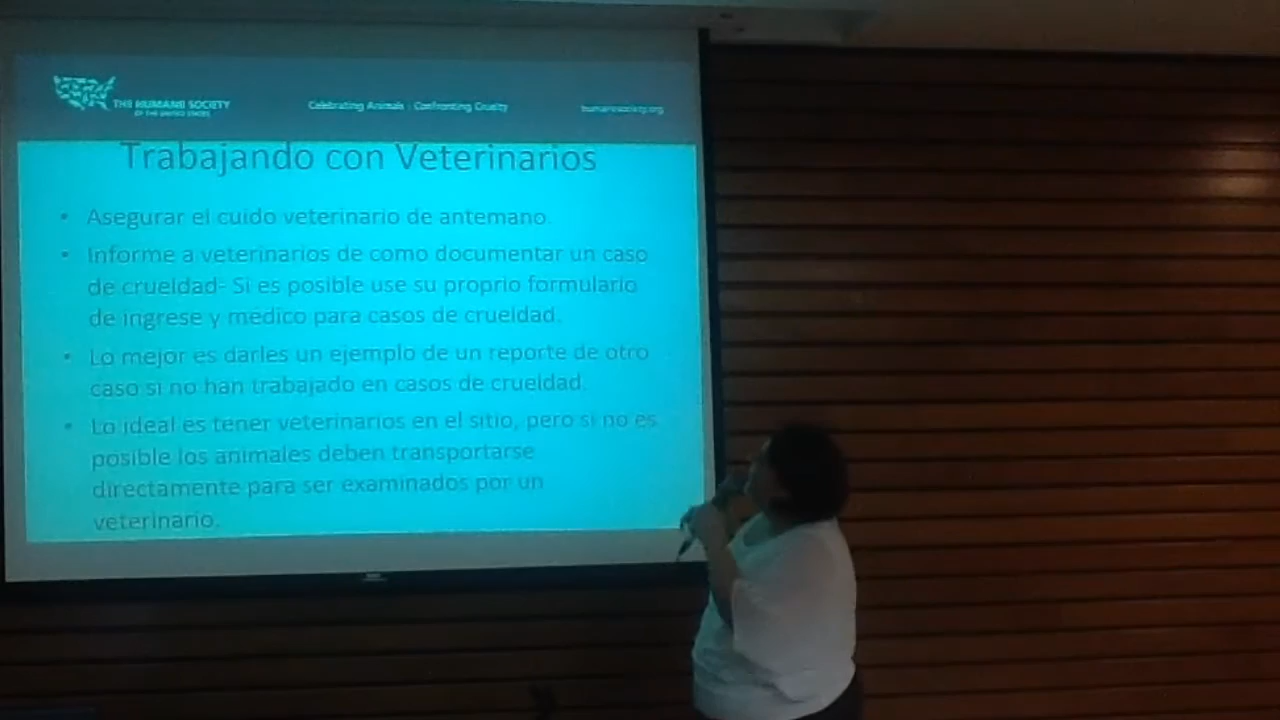 THE HUMANE SOCIETY
OF THE UNITED STATES
Celebrating Animals | Confronting Cruelty
humanesociety.org
Trabajando con Veterinarios
• Asegurar el cuido veterinario de antemano.
• Informe a veterinarios de como documentar un caso
de crueldad- Si es posible use su proprio formulario
de ingrese y medico para casos de crueldad.
• Lo mejor es darles un ejemplo de un reporte de otro
caso si no han trabajado en casos de crueldad.
• Lo ideal es tener veterinarios en el sitio, pero si no es
posible los animales deben transportarse
directamente para ser examinados por un
veterinario.